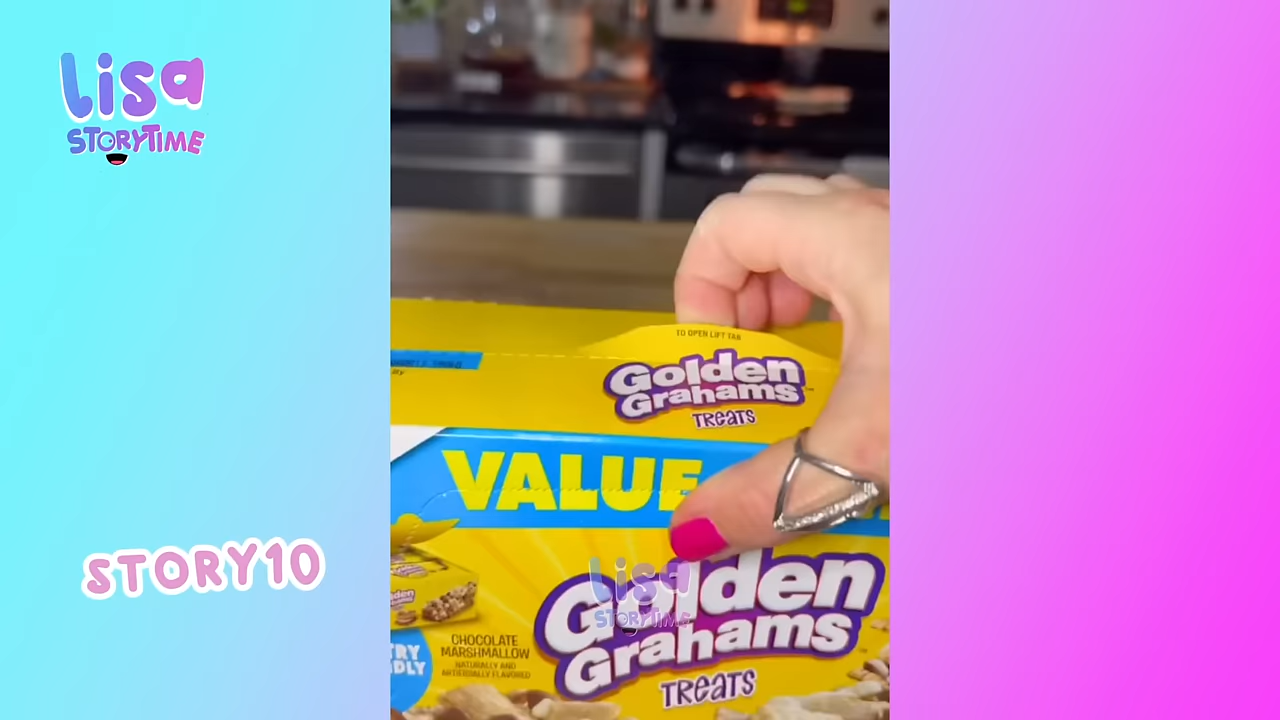 Lisa
STORYTIME
STORY10
TO OPEN LIFT TAB
Golden
Grahams
TREATS
VALUE
Golden
Grahams
TREATS
Lisa
STORYTIME
CHOCOLATE
MARSHMALLOW
NATURALLY AND
ARTIFICIALLY FLAVORED